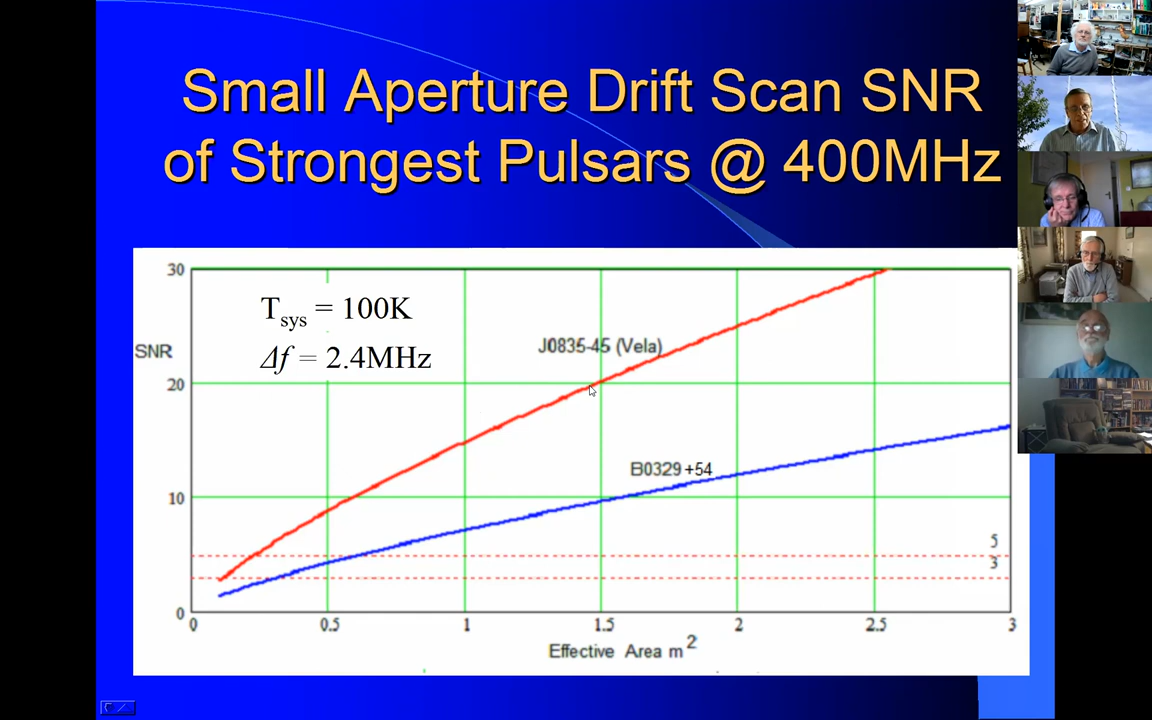 Small Aperture Drift Scan SNR
of Strongest Pulsars @ 400MHz
30
Tsys = 100K
J0835-45 (Vela)
SNR
Δf = 2.4MHz
20
B0329+54
10
5
3
0
0 0.5 1 1.5 2 2.5 3
Effective Area m2